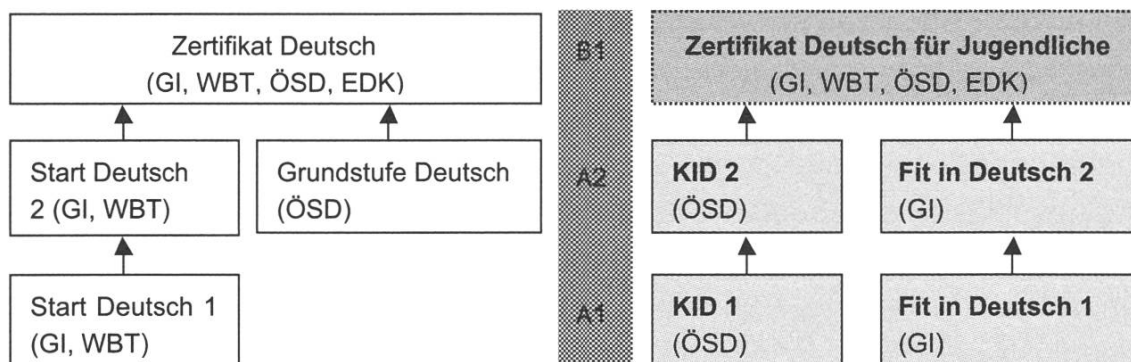 Zertifikat Deutsch
(GI, WBT, ÖSD, EDK)
B1
Zertifikat Deutsch für Jugendliche
(GI, WBT, ÖSD, EDK)
Start Deutsch
2 (GI, WBT)
Grundstufe Deutsch
(ÖSD)
A2
KID 2
(ÖSD)
Fit in Deutsch 2
(GI)
Start Deutsch 1
(GI, WBT)
A1
KID 1
(ÖSD)
Fit in Deutsch 1
(GI)